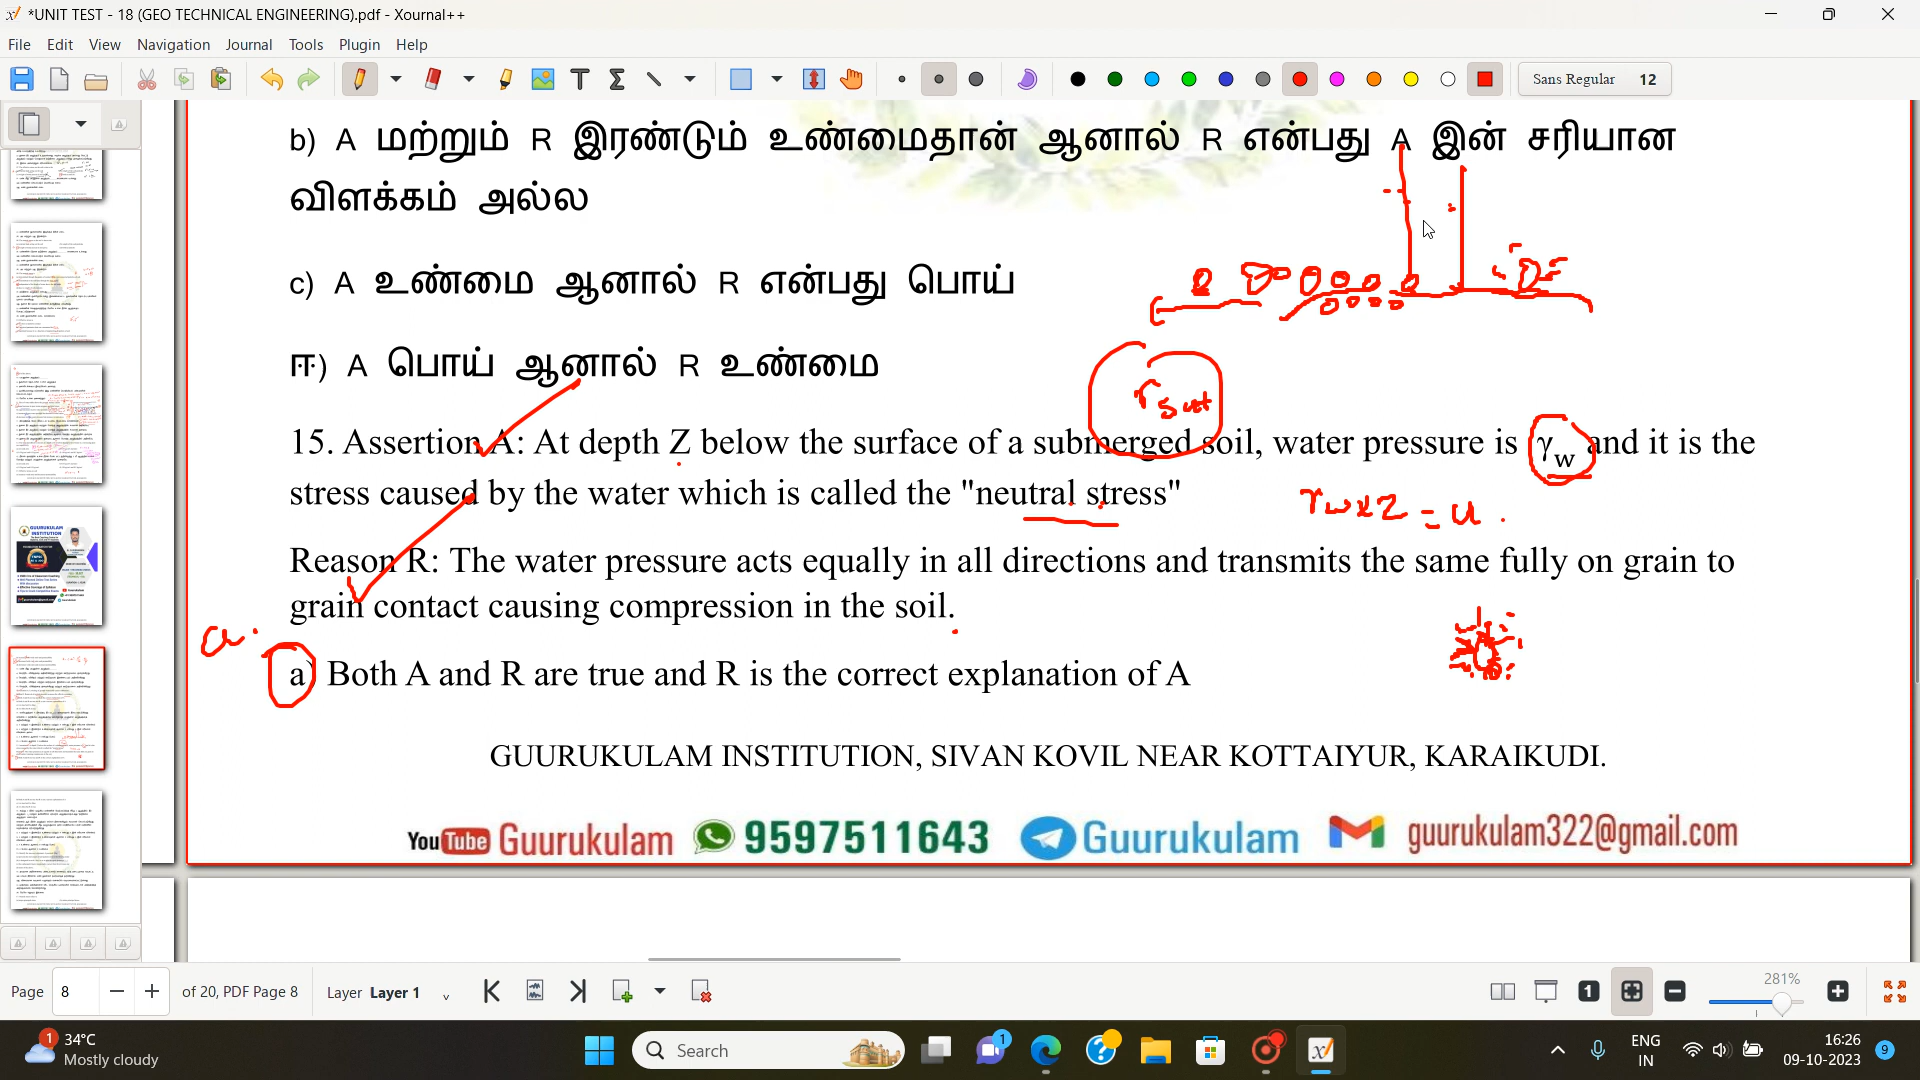 *UNIT TEST - 18 (GEO TECHNICAL ENGINEERING).pdf - Xournal++
File Edit View Navigation Journal Tools Plugin Help
Sans Regular 12
b) A மற்றும் R இரண்டும் உண்மைதான் ஆனால் R என்பது A இன் சரியான
விளக்கம் அல்ல
c) A உண்மை ஆனால் R என்பது பொய்
ஈ) A பொய் ஆனால் R உண்மை
r sat
15. Assertion A: At depth Z below the surface of a submerged soil, water pressure is γw and it is the
stress caused by the water which is called the "neutral stress"
rw x z = u
Reason R: The water pressure acts equally in all directions and transmits the same fully on grain to
grain contact causing compression in the soil.
a.
a) Both A and R are true and R is the correct explanation of A
GUURUKULAM INSTITUTION, SIVAN KOVIL NEAR KOTTAIYUR, KARAIKUDI.
YouTube Guurukulam 9597511643 Guurukulam guurukulam322@gmail.com
Page 8 of 20, PDF Page 8 Layer Layer 1 281%
34°C
Mostly cloudy
Search
ENG
IN
16:26
09-10-2023